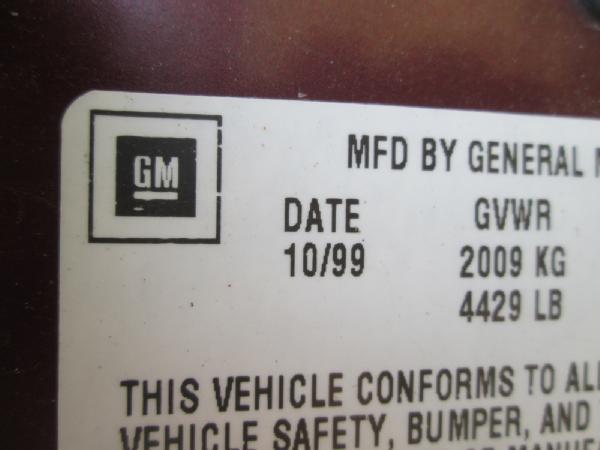 GM
MFD BY GENERAL
DATE GVWR
10/99 2009 KG
4429 LB
THIS VEHICLE CONFORMS TO ALL
VEHICLE SAFETY, BUMPER, AND